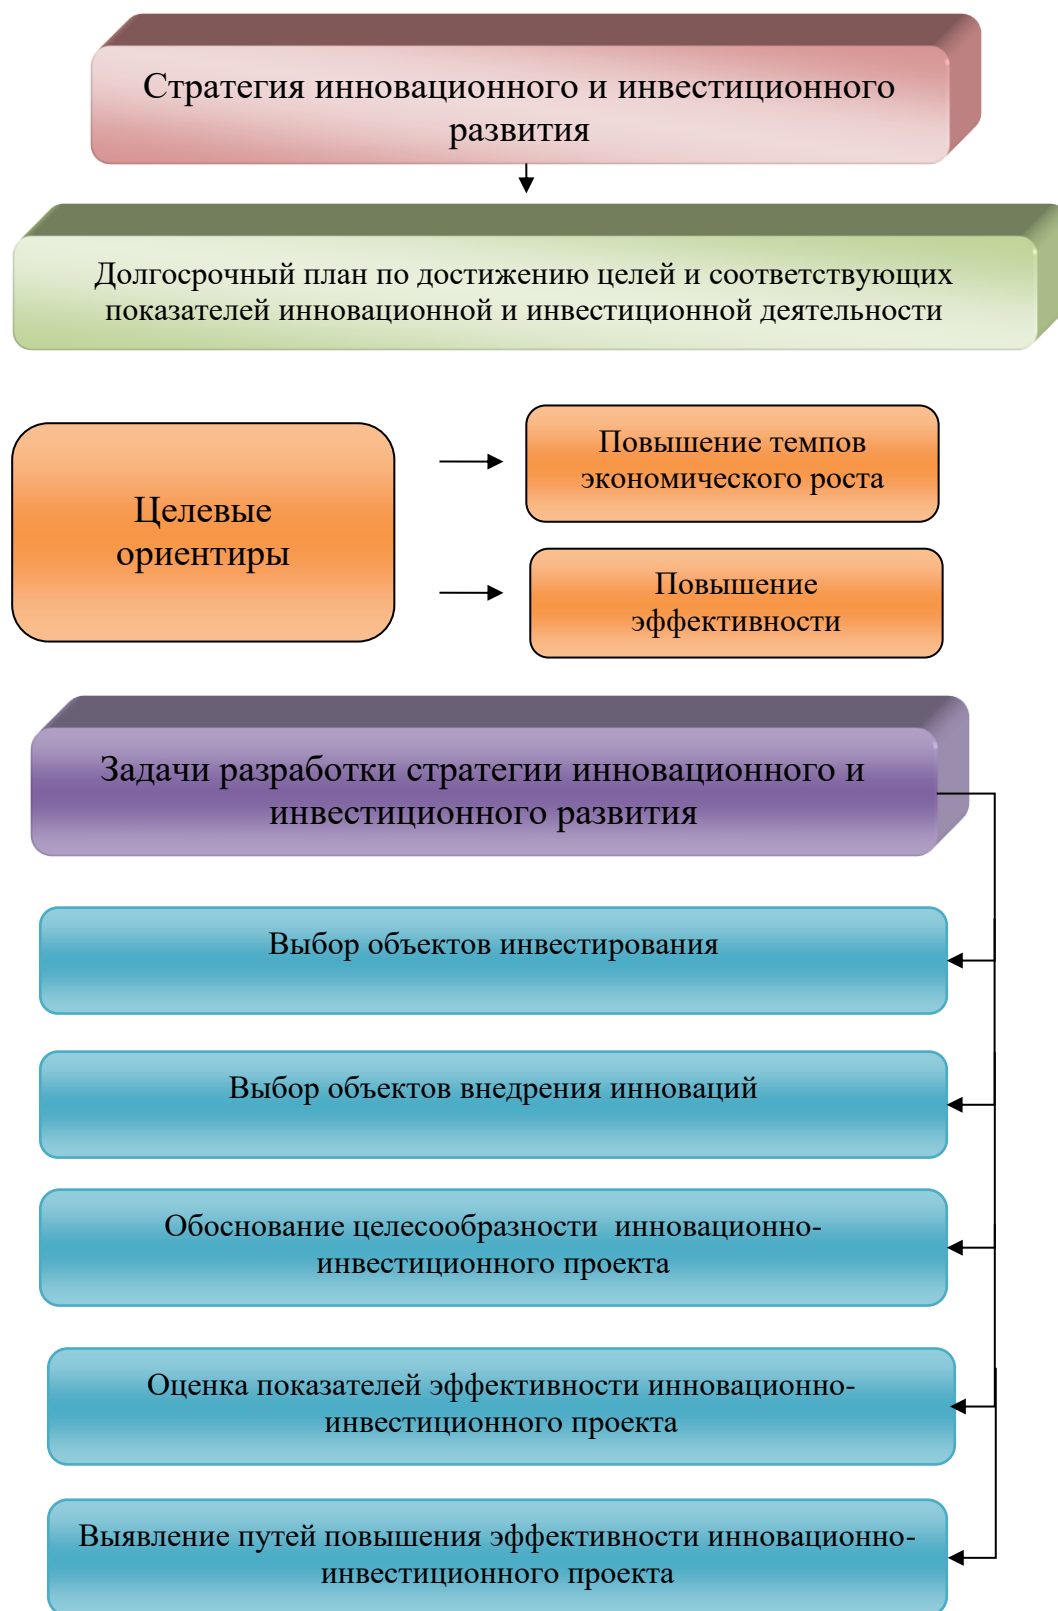 Стратегия инновационного и инвестиционного
развития
Долгосрочный план по достижению целей и соответствующих
показателей инновационной и инвестиционной деятельности
Целевые
ориентиры
Повышение темпов
экономического роста
Повышение
эффективности
Задачи разработки стратегии инновационного и
инвестиционного развития
Выбор объектов инвестирования
Выбор объектов внедрения инноваций
Обоснование целесообразности  инновационно-
инвестиционного проекта
Оценка показателей эффективности инновационно-
инвестиционного проекта
Выявление путей повышения эффективности инновационно-
инвестиционного проекта